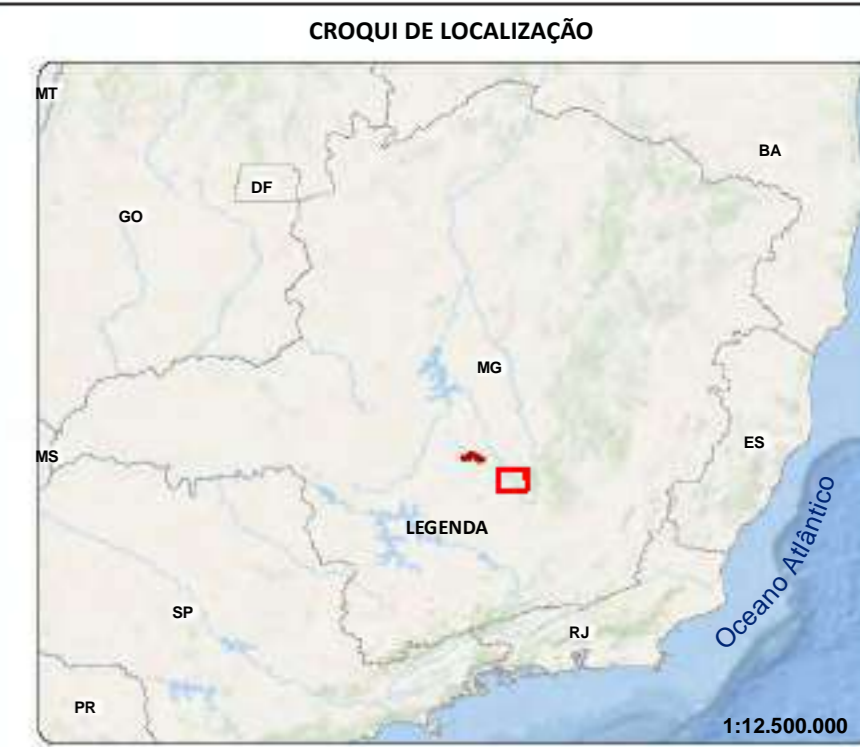 CROQUI DE LOCALIZAÇÃO
MT
BA
DF
GO
MG
MS
ES
LEGENDA
Oceano Atlântico
SP
RJ
PR
1:12.500.000